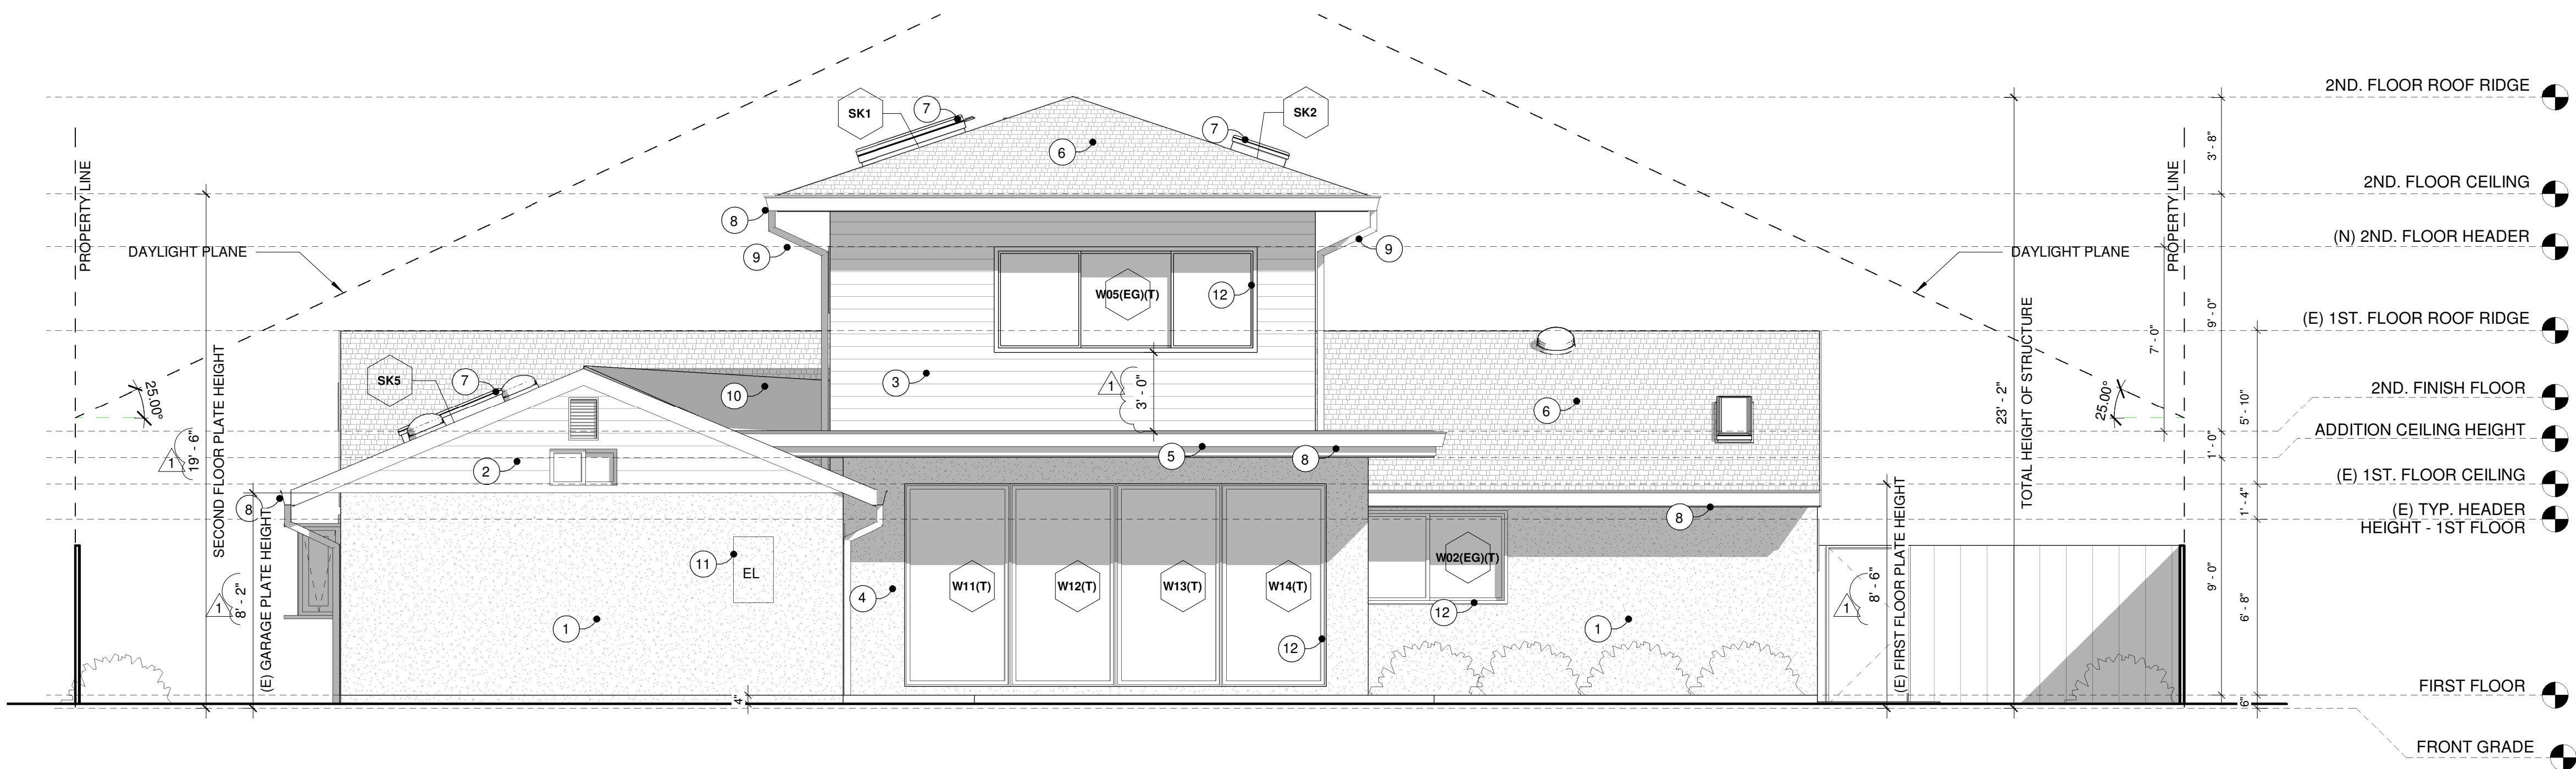 2ND. FLOOR ROOF RIDGE
SK1
7
SK2
7
6
3' - 8"
PROPERTY LINE
PROPERTY LINE
2ND. FLOOR CEILING
8
9
9
DAYLIGHT PLANE
DAYLIGHT PLANE
(N) 2ND. FLOOR HEADER
W05(EG)(T)
12
9' - 0"
7' - 0"
(E) 1ST. FLOOR ROOF RIDGE
SECOND FLOOR PLATE HEIGHT
19' - 6"
1
25.00°
SK5
7
10
3
1
3' - 0"
6
TOTAL HEIGHT OF STRUCTURE
23' - 2"
25.00°
5' - 10"
2ND. FINISH FLOOR
1' - 0"
ADDITION CEILING HEIGHT
2
5
8
(E) 1ST. FLOOR CEILING
8
1' - 4"
8
(E) TYP. HEADER
HEIGHT - 1ST FLOOR
11
EL
W02(EG)(T)
12
(E) GARAGE PLATE HEIGHT
8' - 2"
1
4
W11(T)
W12(T)
W13(T)
W14(T)
12
1
1
1
8' - 6"
(E) FIRST FLOOR PLATE HEIGHT
9' - 0"
6' - 8"
4"
6"
FIRST FLOOR
FRONT GRADE